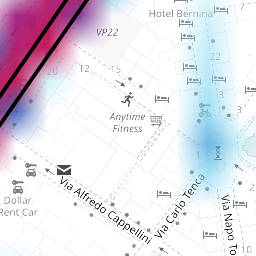 Hotel Bernina
VP22
22
20
12
15
Anytime
Fitness
1
Dollar
Rent Car
Via Alfredo Cappellini
Via Carlo Tenca
Via Napo To